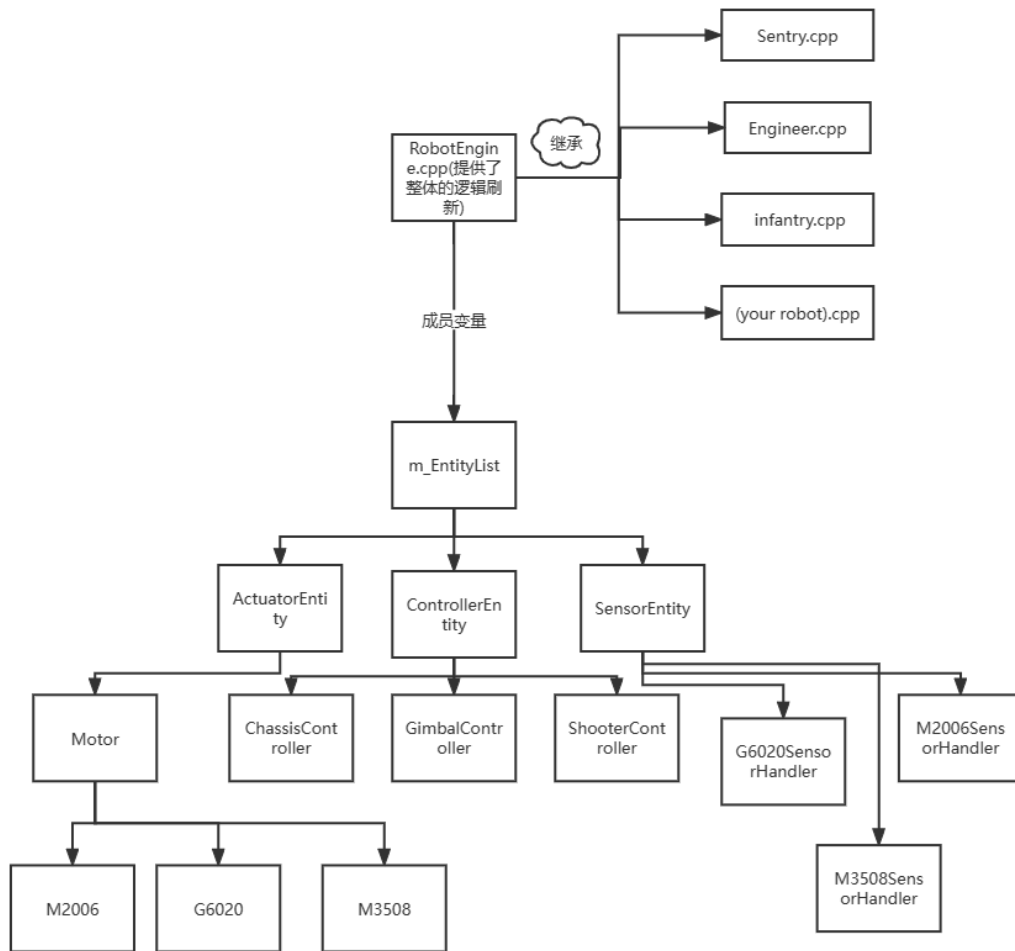 Sentry.cpp
Engineer.cpp
继承
RobotEngin
e.cpp(提供了
整体的逻辑刷
新)
infantry.cpp
(your robot).cpp
成员变量
m_EntityList
ActuatorEnti
ty
ControllerEn
tity
SensorEntity
Motor
ChassisCont
roller
GimbalContr
oller
ShooterContr
oller
G6020Senso
rHandler
M2006Sens
orHandler
M2006
G6020
M3508
M3508Sens
orHandler